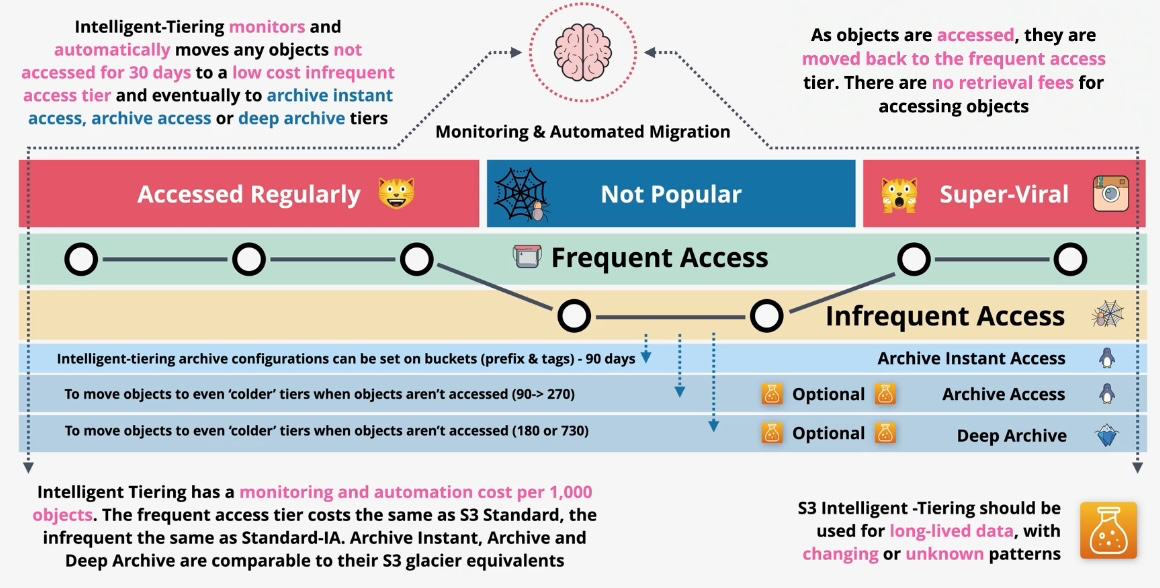 Intelligent-Tiering monitors and
automatically moves any objects not
accessed for 30 days to a low cost infrequent
access tier and eventually to archive instant
access, archive access or deep archive tiers
As objects are accessed, they are
moved back to the frequent access
tier. There are no retrieval fees for
accessing objects
Monitoring & Automated Migration
Accessed Regularly
Not Popular
Super-Viral
Frequent Access
Infrequent Access
Intelligent-tiering archive configurations can be set on buckets (prefix & tags) - 90 days
Archive Instant Access
To move objects to even ‘colder’ tiers when objects aren’t accessed (90-> 270)
Optional
Archive Access
To move objects to even ‘colder’ tiers when objects aren’t accessed (180 or 730)
Optional
Deep Archive
Intelligent Tiering has a monitoring and automation cost per 1,000
objects. The frequent access tier costs the same as S3 Standard, the
infrequent the same as Standard-IA. Archive Instant, Archive and
Deep Archive are comparable to their S3 glacier equivalents
S3 Intelligent -Tiering should be
used for long-lived data, with
changing or unknown patterns